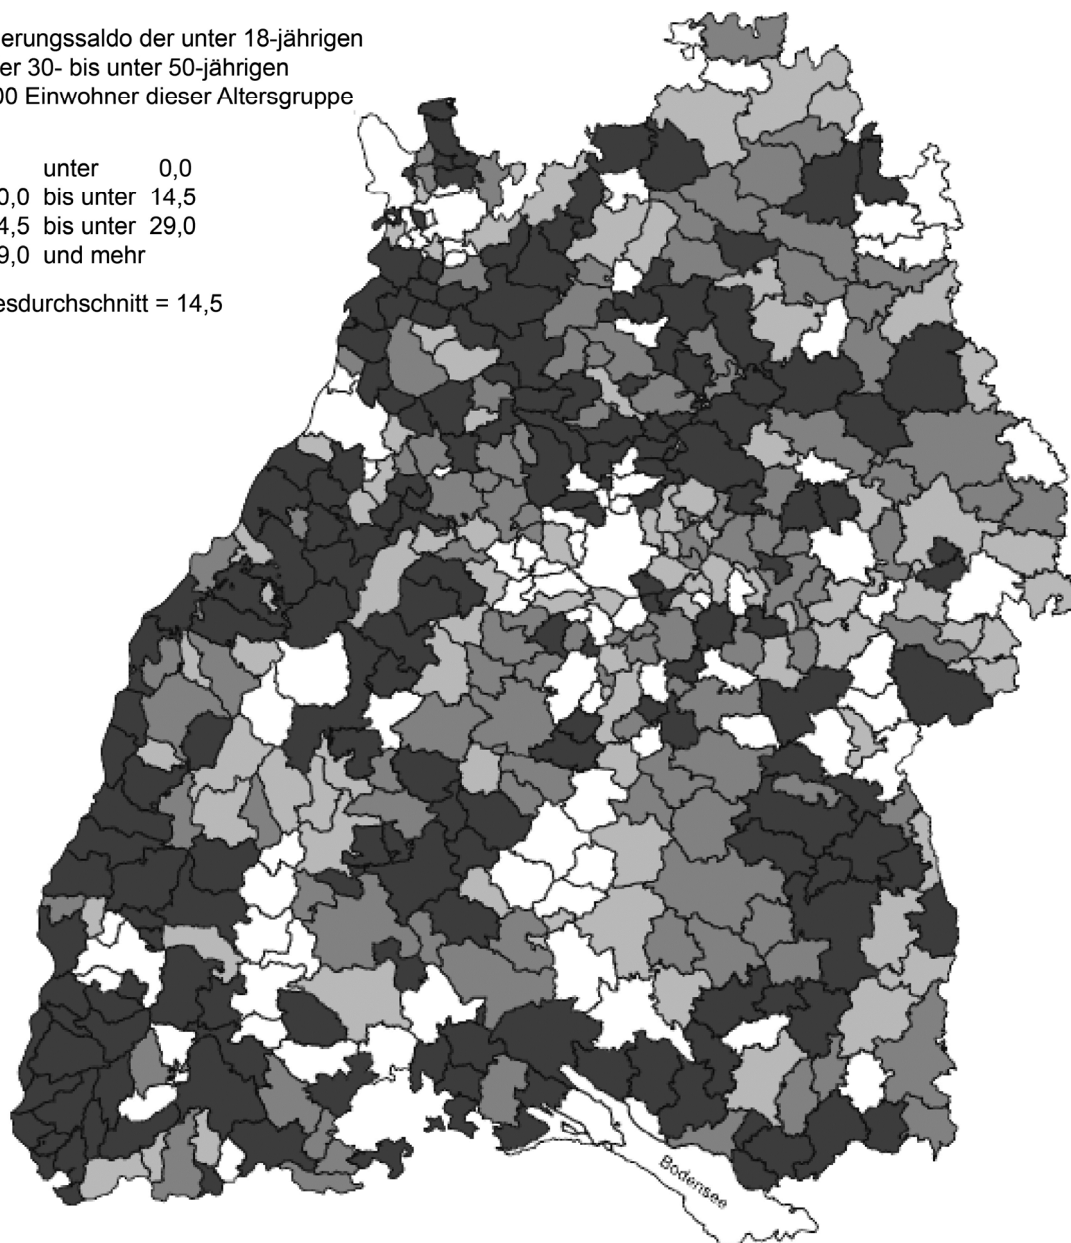 erungssaldo der unter 18-jährigen
er 30- bis unter 50-jährigen
00 Einwohner dieser Altersgruppe
unter 0,0
0,0 bis unter 14,5
4,5 bis unter 29,0
9,0 und mehr
esdurchschnitt = 14,5
Bodensee